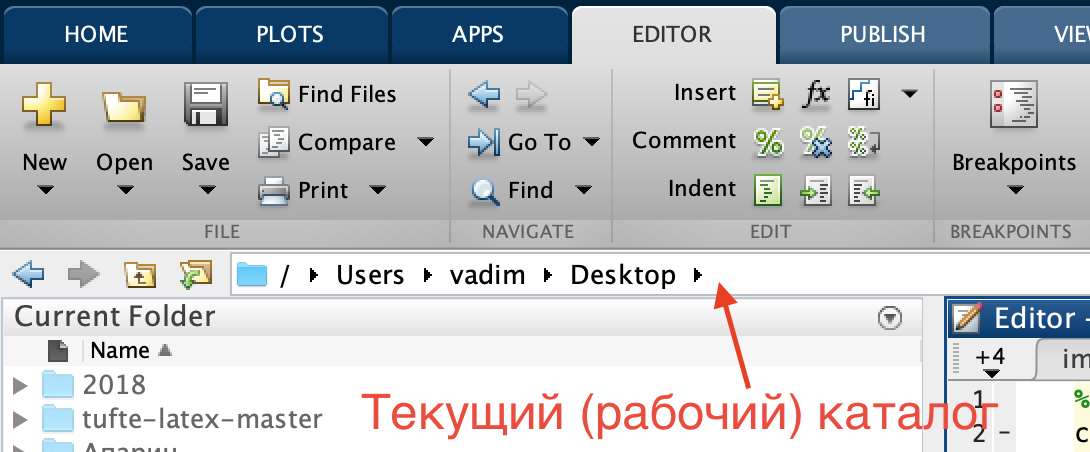 HOME PLOTS APPS EDITOR PUBLISH VIE
Find Files
Compare
Print
New Open Save
FILE
Go To
Find
NAVIGATE
Insert fx fi
Comment % % %
Indent
EDIT
Breakpoints
BREAKPOINTS
/ Users vadim Desktop
Current Folder
Name
2018
tufte-latex-master
Editor -
+4 im
1 %
2 - c
Текущий (рабочий) каталог